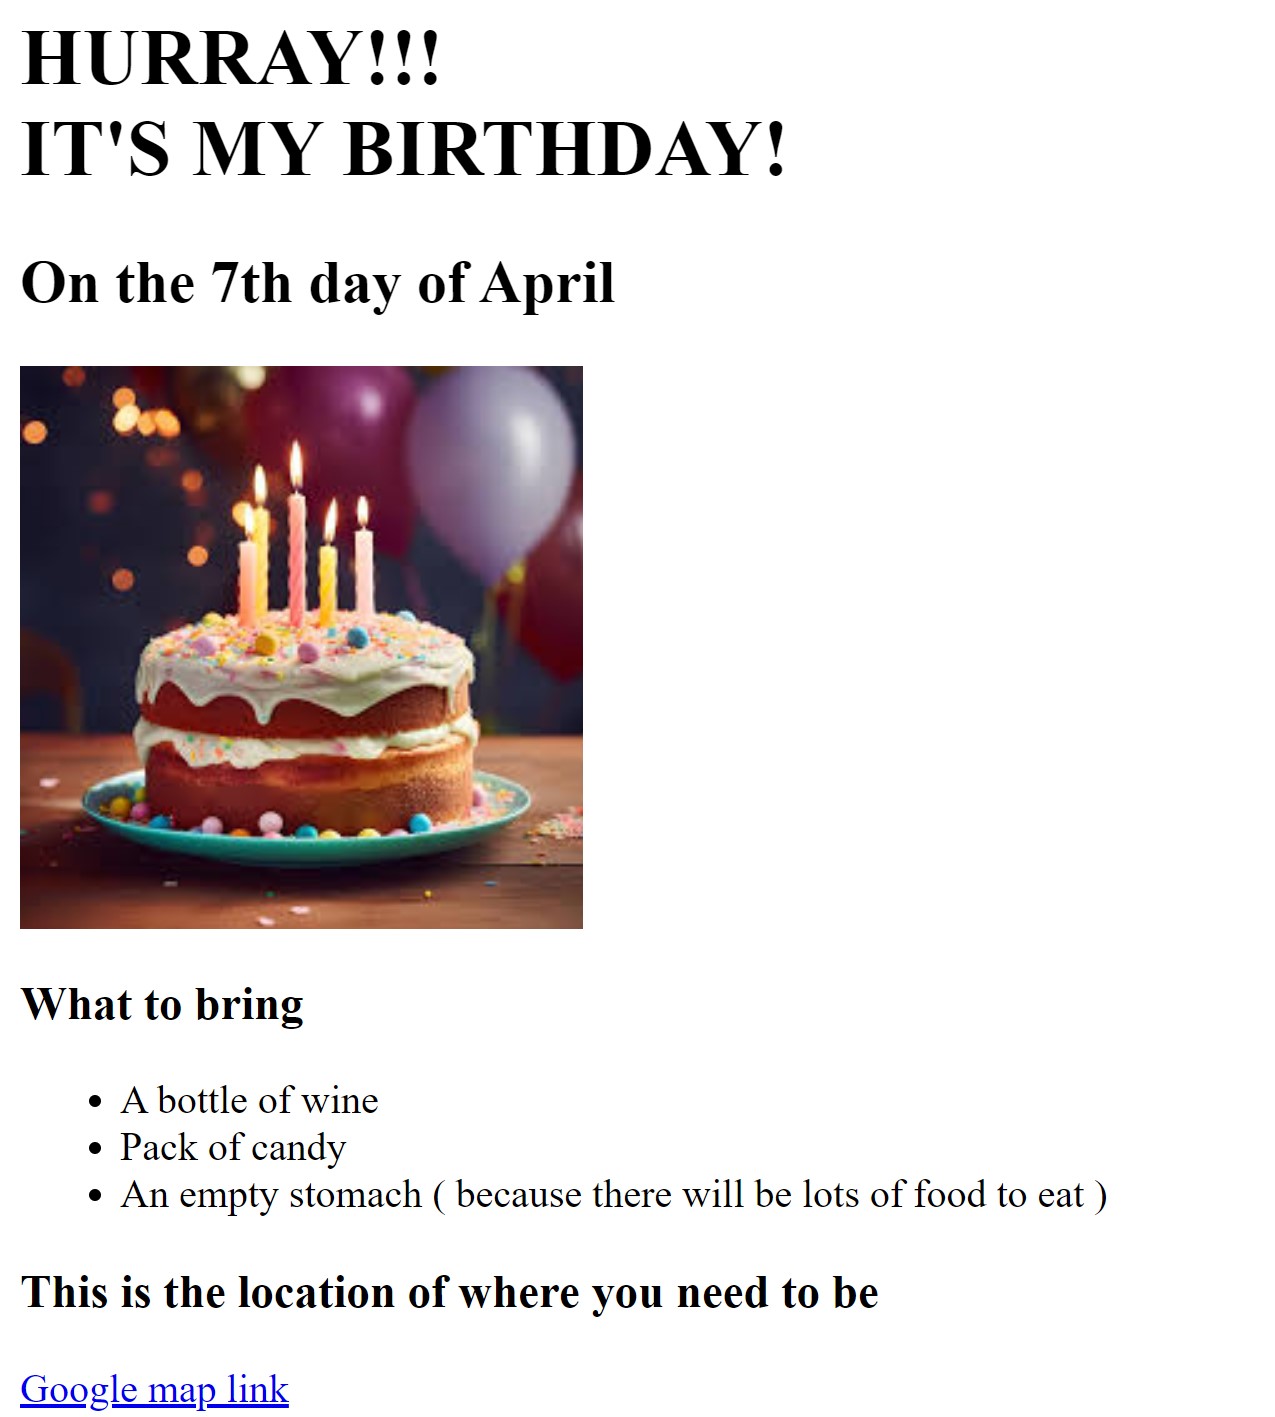 HURRAY!!!
IT'S MY BIRTHDAY!
On the 7th day of April
What to bring
• A bottle of wine
• Pack of candy
• An empty stomach ( because there will be lots of food to eat )
This is the location of where you need to be
Google map link